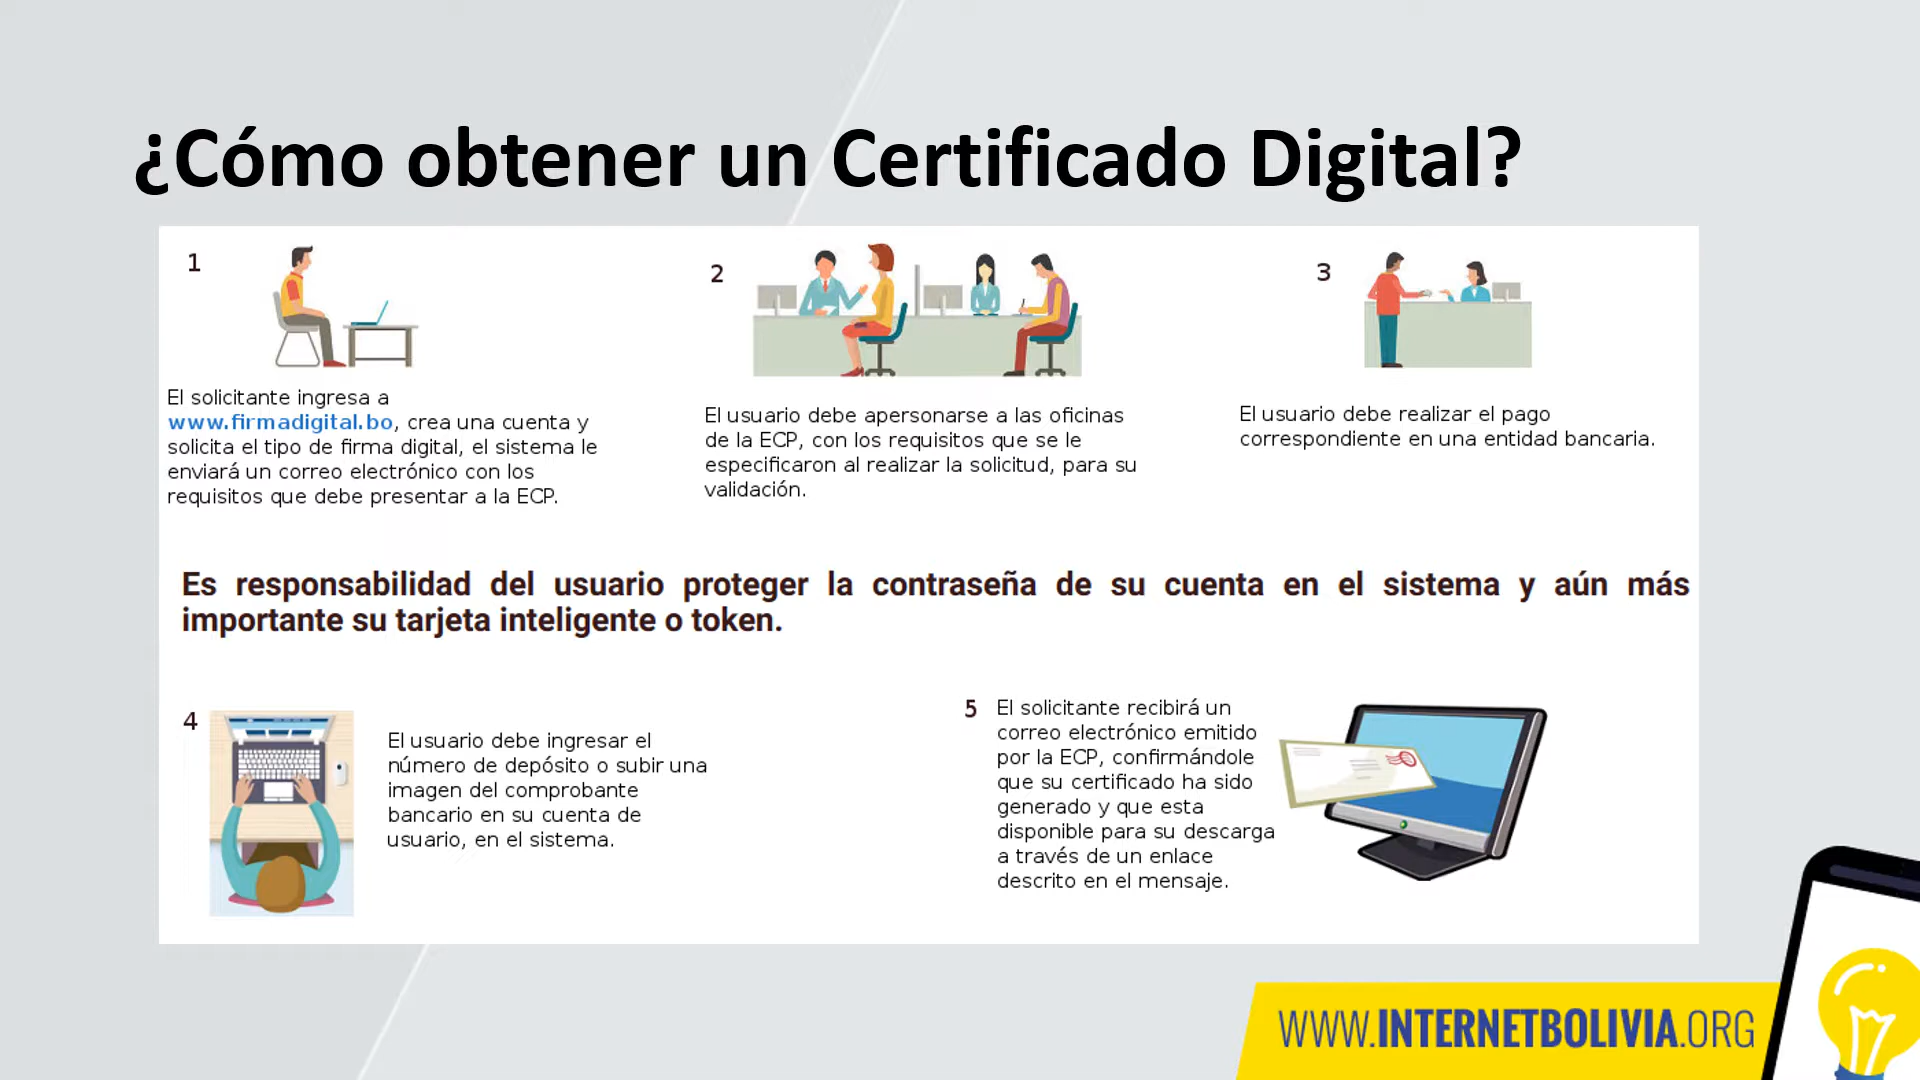 ¿Cómo obtener un Certificado Digital?
1
El solicitante ingresa a
www.firmadigital.bo, crea una cuenta y
solicita el tipo de firma digital, el sistema le
enviará un correo electrónico con los
requisitos que debe presentar a la ECP.
2
El usuario debe apersonarse a las oficinas
de la ECP, con los requisitos que se le
especificaron al realizar la solicitud, para su
validación.
3
El usuario debe realizar el pago
correspondiente en una entidad bancaria.
Es responsabilidad del usuario proteger la contraseña de su cuenta en el sistema y aún más
importante su tarjeta inteligente o token.
4
El usuario debe ingresar el
número de depósito o subir una
imagen del comprobante
bancario en su cuenta de
usuario, en el sistema.
5
El solicitante recibirá un
correo electrónico emitido
por la ECP, confirmándole
que su certificado ha sido
generado y que esta
disponible para su descarga
a través de un enlace
descrito en el mensaje.
WWW.INTERNETBOLIVIA.ORG